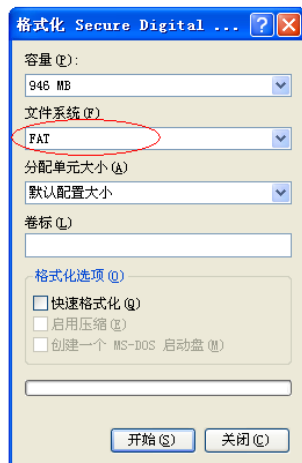 格式化 Secure Digital ...
容量(P):
946 MB
文件系统(F)
FAT
分配单元大小(A)
默认配置大小
卷标(L)
格式化选项(O)
快速格式化(Q)
启用压缩(E)
创建一个 MS-DOS 启动盘(M)
开始(S)
关闭(C)